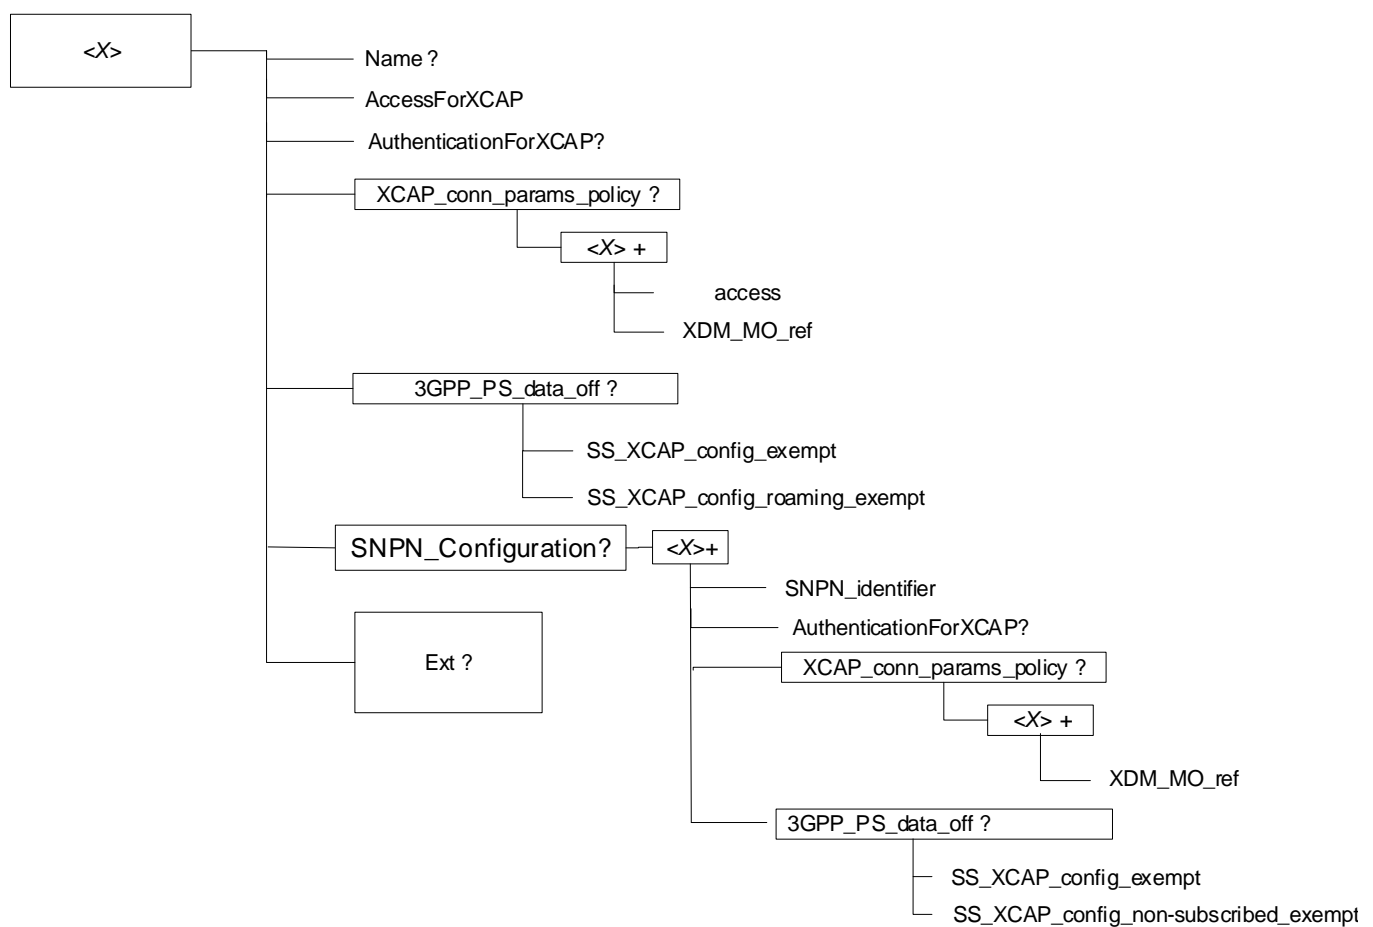 <X>
Name ?
AccessForXCAP
AuthenticationForXCAP?
XCAP_conn_params_policy ?
<X> +
access
XDM_MO_ref
3GPP_PS_data_off ?
SS_XCAP_config_exempt
SS_XCAP_config_roaming_exempt
SNPN_Configuration?
<X>+
SNPN_identifier
AuthenticationForXCAP?
Ext ?
XCAP_conn_params_policy ?
<X> +
XDM_MO_ref
3GPP_PS_data_off ?
SS_XCAP_config_exempt
SS_XCAP_config_non-subscribed_exempt